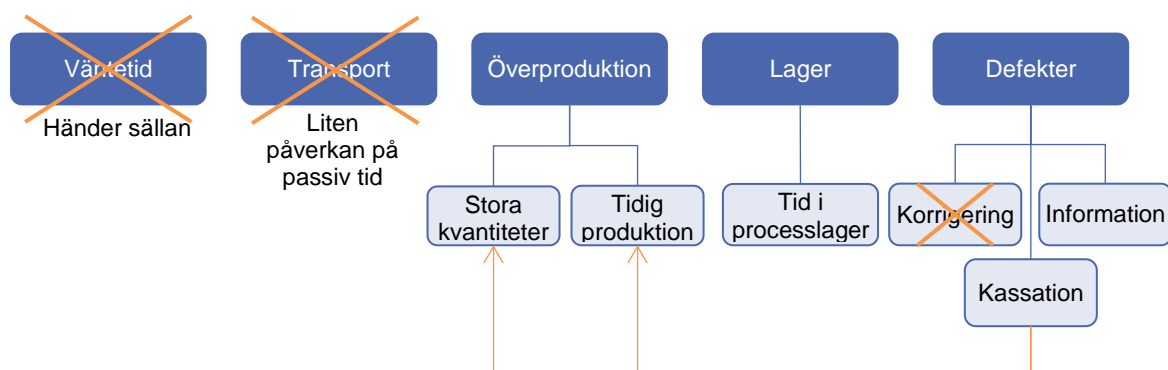 Väntetid
Transport
Överproduktion
Lager
Defekter
Händer sällan
Liten
påverkan på
passiv tid
Stora
kvantiteter
Tidig
produktion
Tid i
processlager
Korrigering
Information
Kassation